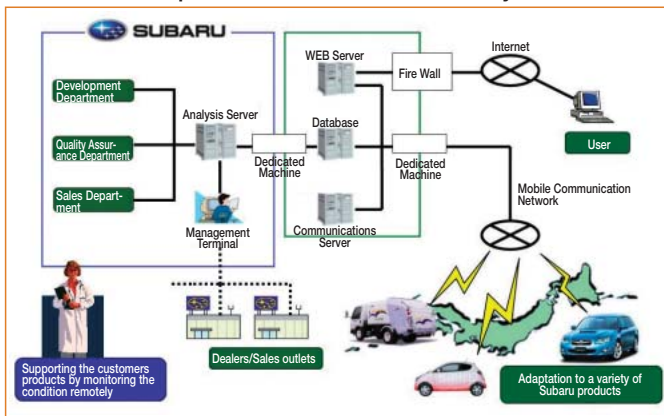 SUBARU
Development
Department
Quality Assur-
ance Department
Sales Depart-
ment
Analysis Server
Management
Terminal
Dedicated
Machine
WEB Server
Database
Communications
Server
Fire Wall
Dedicated
Machine
Internet
User
Mobile Communication
Network
Dealers/Sales outlets
Supporting the customers
products by monitoring the
condition remotely
Adaptation to a variety of
Subaru products